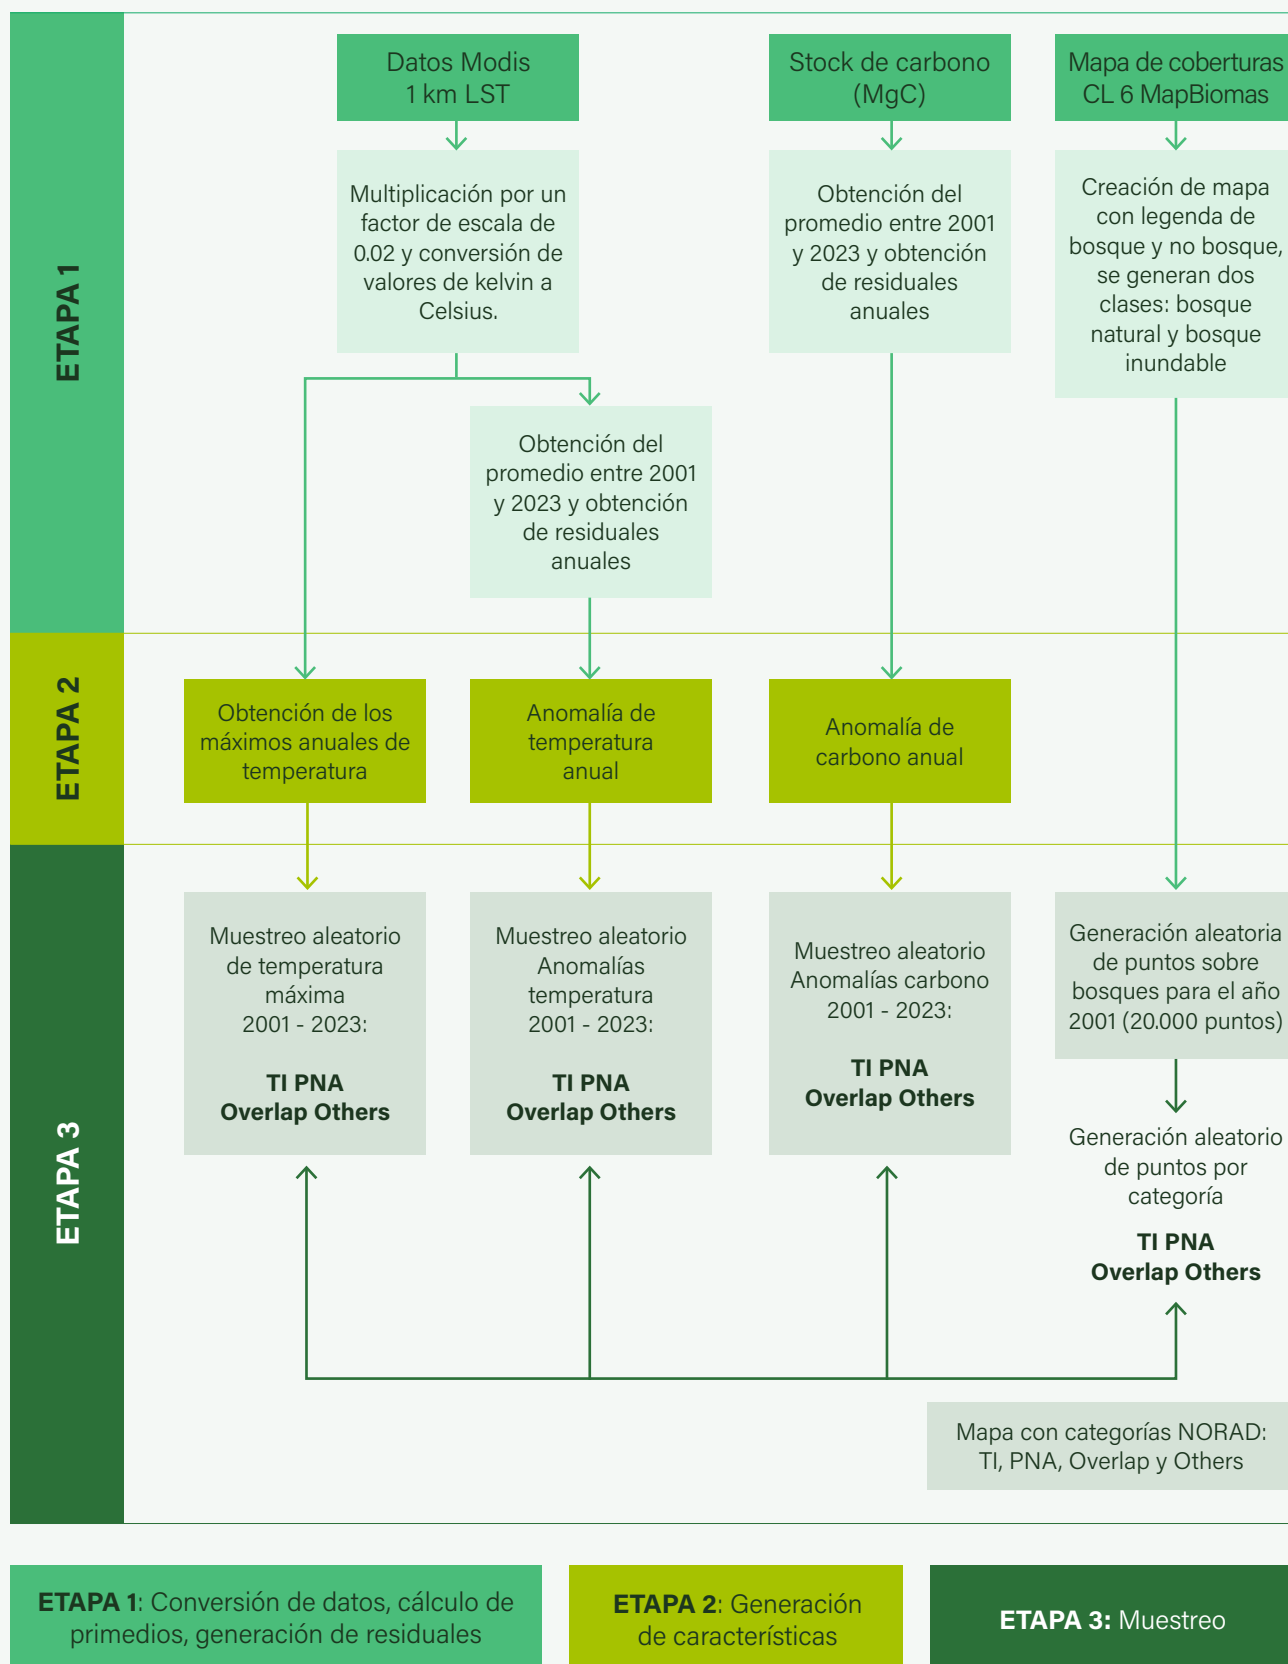 ETAPA 1
Datos Modis
1 km LST
Stock de carbono
(MgC)
Mapa de coberturas
CL 6 MapBiomas
Multiplicación por un
factor de escala de
0.02 y conversión de
valores de kelvin a
Celsius.
Obtención del
promedio entre 2001
y 2023 y obtención
de residuales
anuales
Creación de mapa
con legenda de
bosque y no bosque,
se generan dos
clases: bosque
natural y bosque
inundable
Obtención del
promedio entre 2001
y 2023 y obtención
de residuales
anuales
ETAPA 2
Obtención de los
máximos anuales de
temperatura
Anomalía de
temperatura
anual
Anomalía de
carbono anual
ETAPA 3
Muestreo aleatorio
de temperatura
máxima
2001 - 2023:
TI PNA
Overlap Others
Muestreo aleatorio
Anomalías
temperatura
2001 - 2023:
TI PNA
Overlap Others
Muestreo aleatorio
Anomalías carbono
2001 - 2023:
TI PNA
Overlap Others
Generación aleatoria
de puntos sobre
bosques para el año
2001 (20.000 puntos)
Generación aleatorio
de puntos por
categoría
TI PNA
Overlap Others
Mapa con categorías NORAD:
TI, PNA, Overlap y Others
ETAPA 1: Conversión de datos, cálculo de
primedios, generación de residuales
ETAPA 2: Generación
de características
ETAPA 3: Muestreo